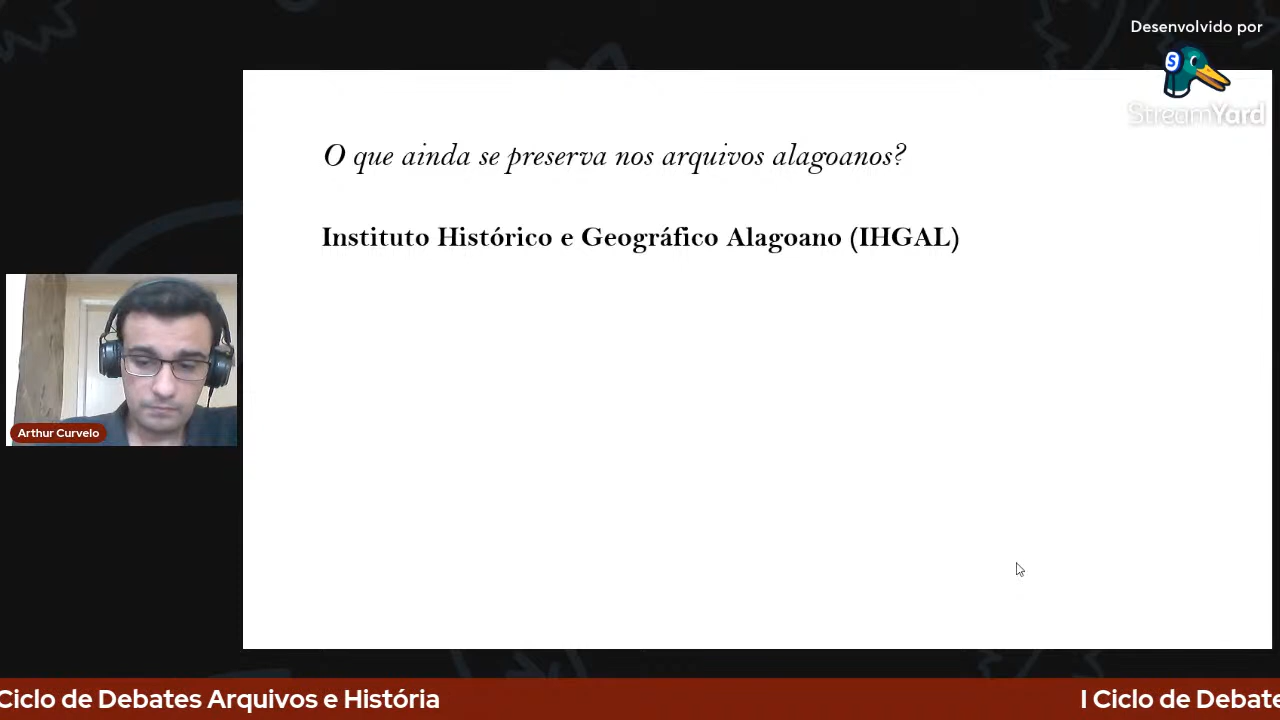 Desenvolvido por
StreamYard
O que ainda se preserva nos arquivos alagoanos?
Instituto Histórico e Geográfico Alagoano (IHGAL)
Arthur Curvelo
Ciclo de Debates Arquivos e História
I Ciclo de Debate